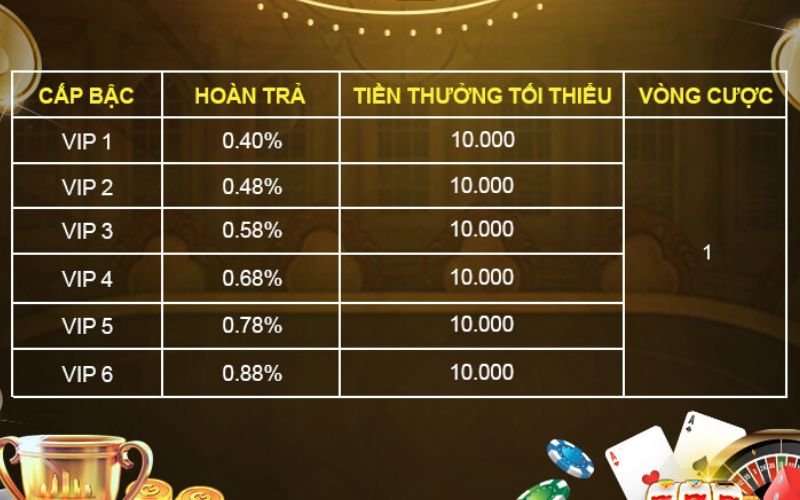 CẤP BẬC HOÀN TRẢ TIỀN THƯỞNG TỐI THIỂU VÒNG CƯỢC
VIP 1 0.40% 10.000
VIP 2 0.48% 10.000
VIP 3 0.58% 10.000
1
VIP 4 0.68% 10.000
VIP 5 0.78% 10.000
VIP 6 0.88% 10.000
A
A